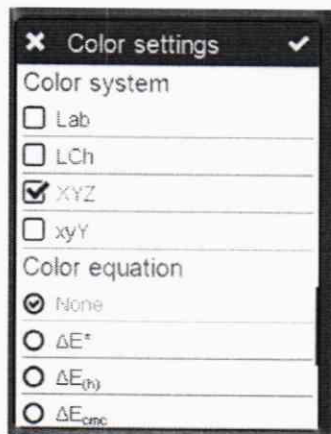 Color settings
Color system
Lab
LCh
XYZ
xyY
Color equation
None
ΔE*
ΔE(h)
ΔEcmc